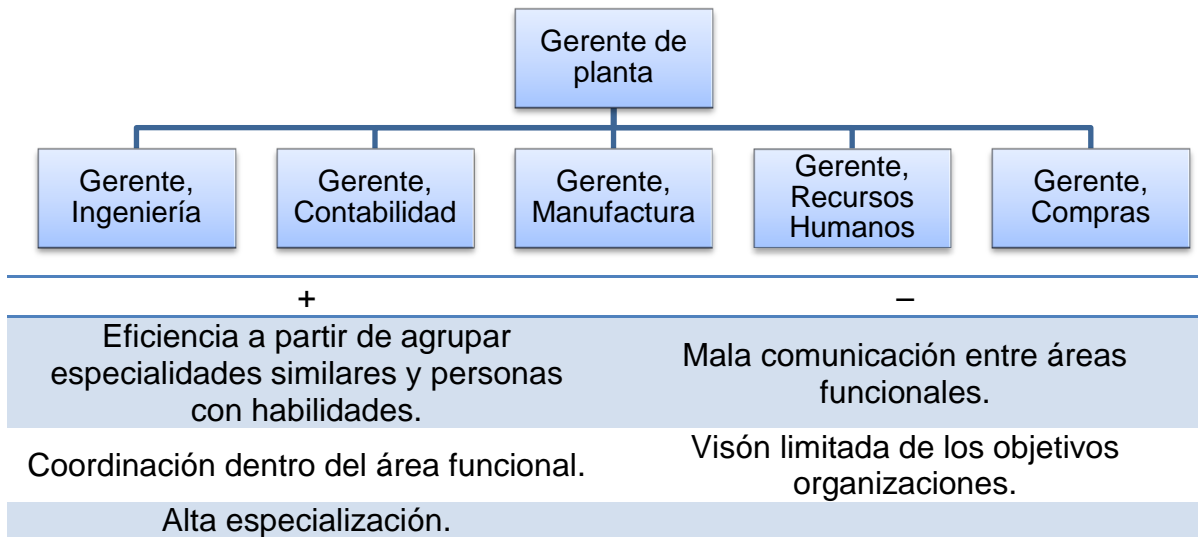 Gerente de
planta
Gerente,
Ingeniería
Gerente,
Contabilidad
Gerente,
Manufactura
Gerente,
Recursos
Humanos
Gerente,
Compras
+
–
Eficiencia a partir de agrupar
especialidades similares y personas
con habilidades.
Mala comunicación entre áreas
funcionales.
Coordinación dentro del área funcional.
Visón limitada de los objetivos
organizaciones.
Alta especialización.